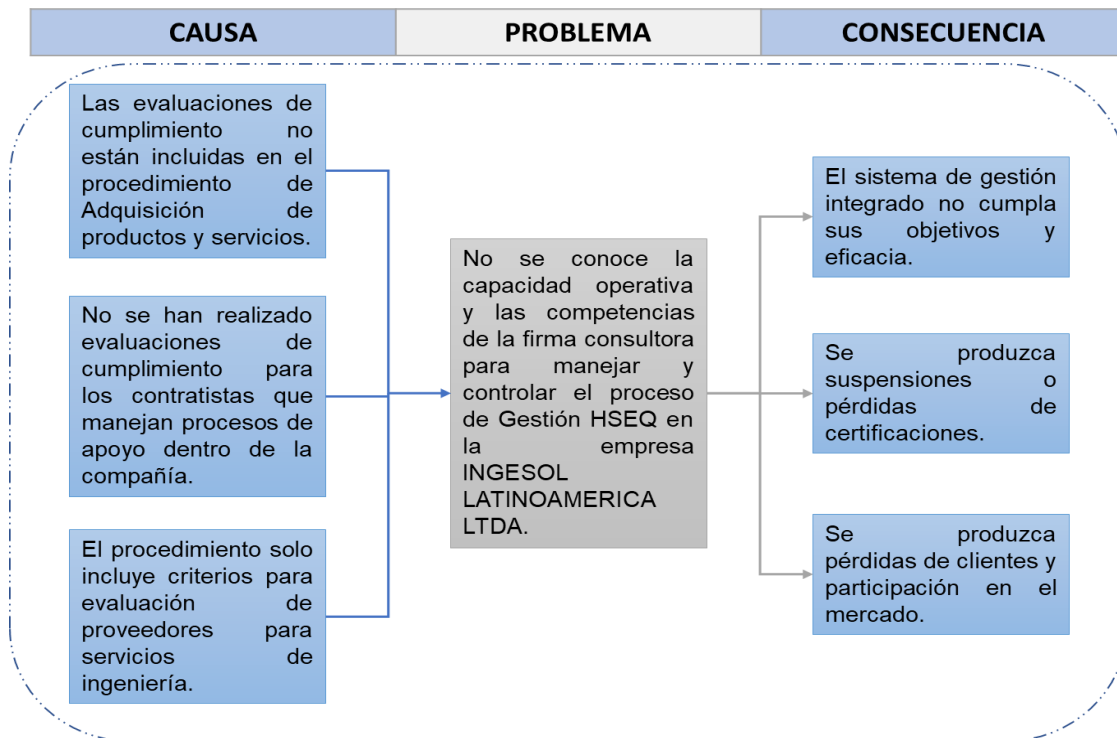 CAUSA
PROBLEMA
CONSECUENCIA
Las evaluaciones de
cumplimiento no
están incluidas en el
procedimiento de
Adquisición de
productos y servicios.
No se han realizado
evaluaciones de
cumplimiento para
los contratistas que
manejan procesos de
apoyo dentro de la
compañía.
El procedimiento solo
incluye criterios para
evaluación de
proveedores para
servicios de
ingeniería.
No se conoce la
capacidad operativa
y las competencias
de la firma consultora
para manejar y
controlar el proceso
de Gestión HSEQ en
la empresa
INGESOL
LATINOAMERICA
LTDA.
El sistema de gestión
integrado no cumpla
sus objetivos y
eficacia.
Se produzca
suspensiones o
pérdidas de
certificaciones.
Se produzca
pérdidas de clientes y
participación en el
mercado.